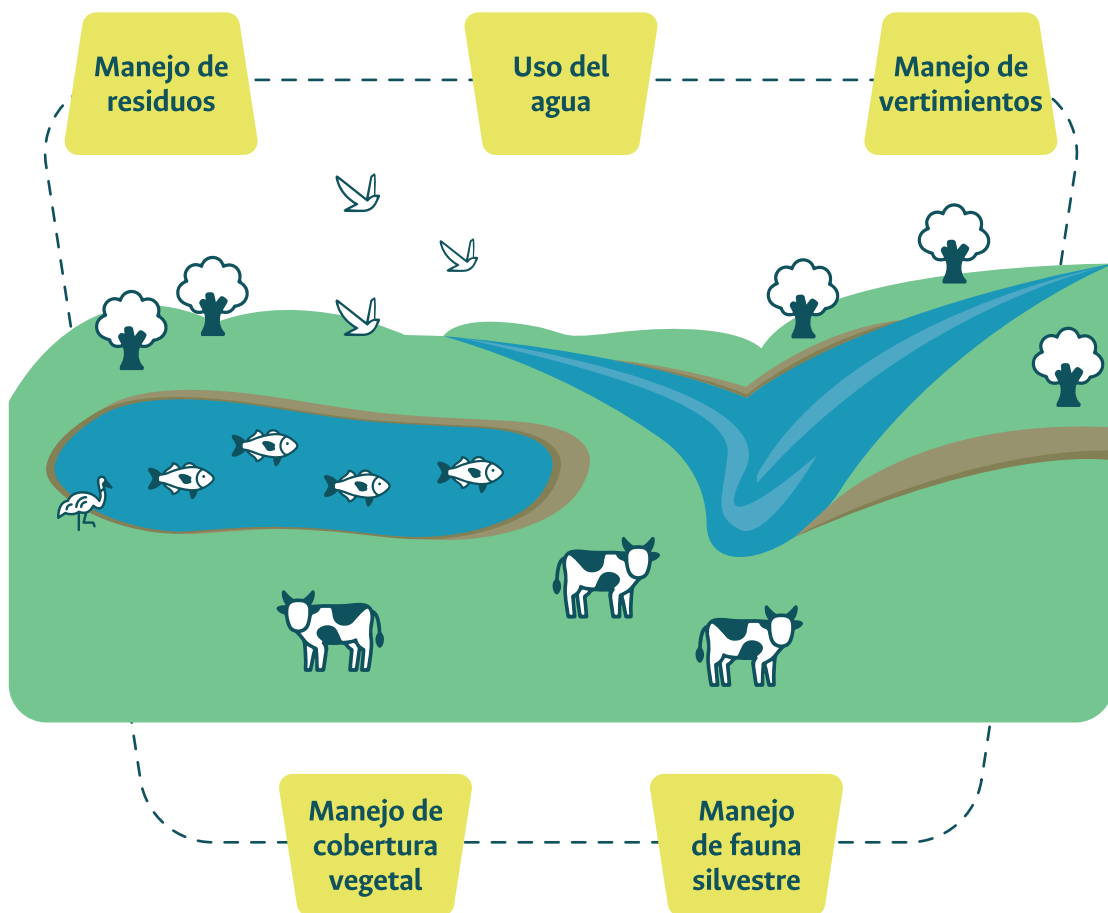 Manejo de
residuos
Uso del
agua
Manejo de
vertimientos
Manejo de
cobertura
vegetal
Manejo
de fauna
silvestre